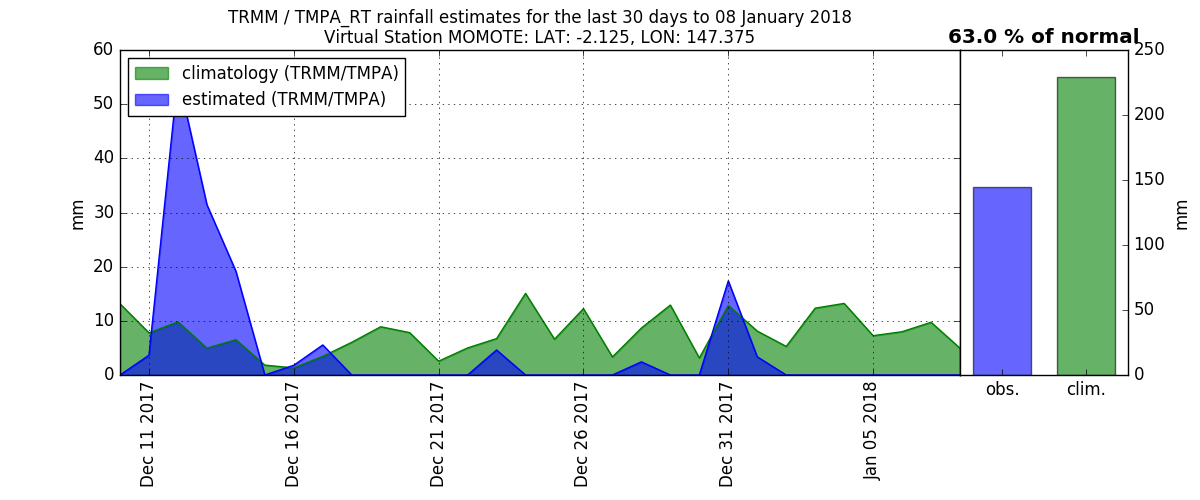 TRMM / TMPA_RT rainfall estimates for the last 30 days to 08 January 2018
Virtual Station MOMOTE: LAT: -2.125, LON: 147.375
63.0 % of normal
climatology (TRMM/TMPA)
estimated (TRMM/TMPA)
60
50
40
30
20
10
0
mm
250
200
150
100
50
0
mm
Dec 11 2017
Dec 16 2017
Dec 21 2017
Dec 26 2017
Dec 31 2017
Jan 05 2018
obs.
clim.